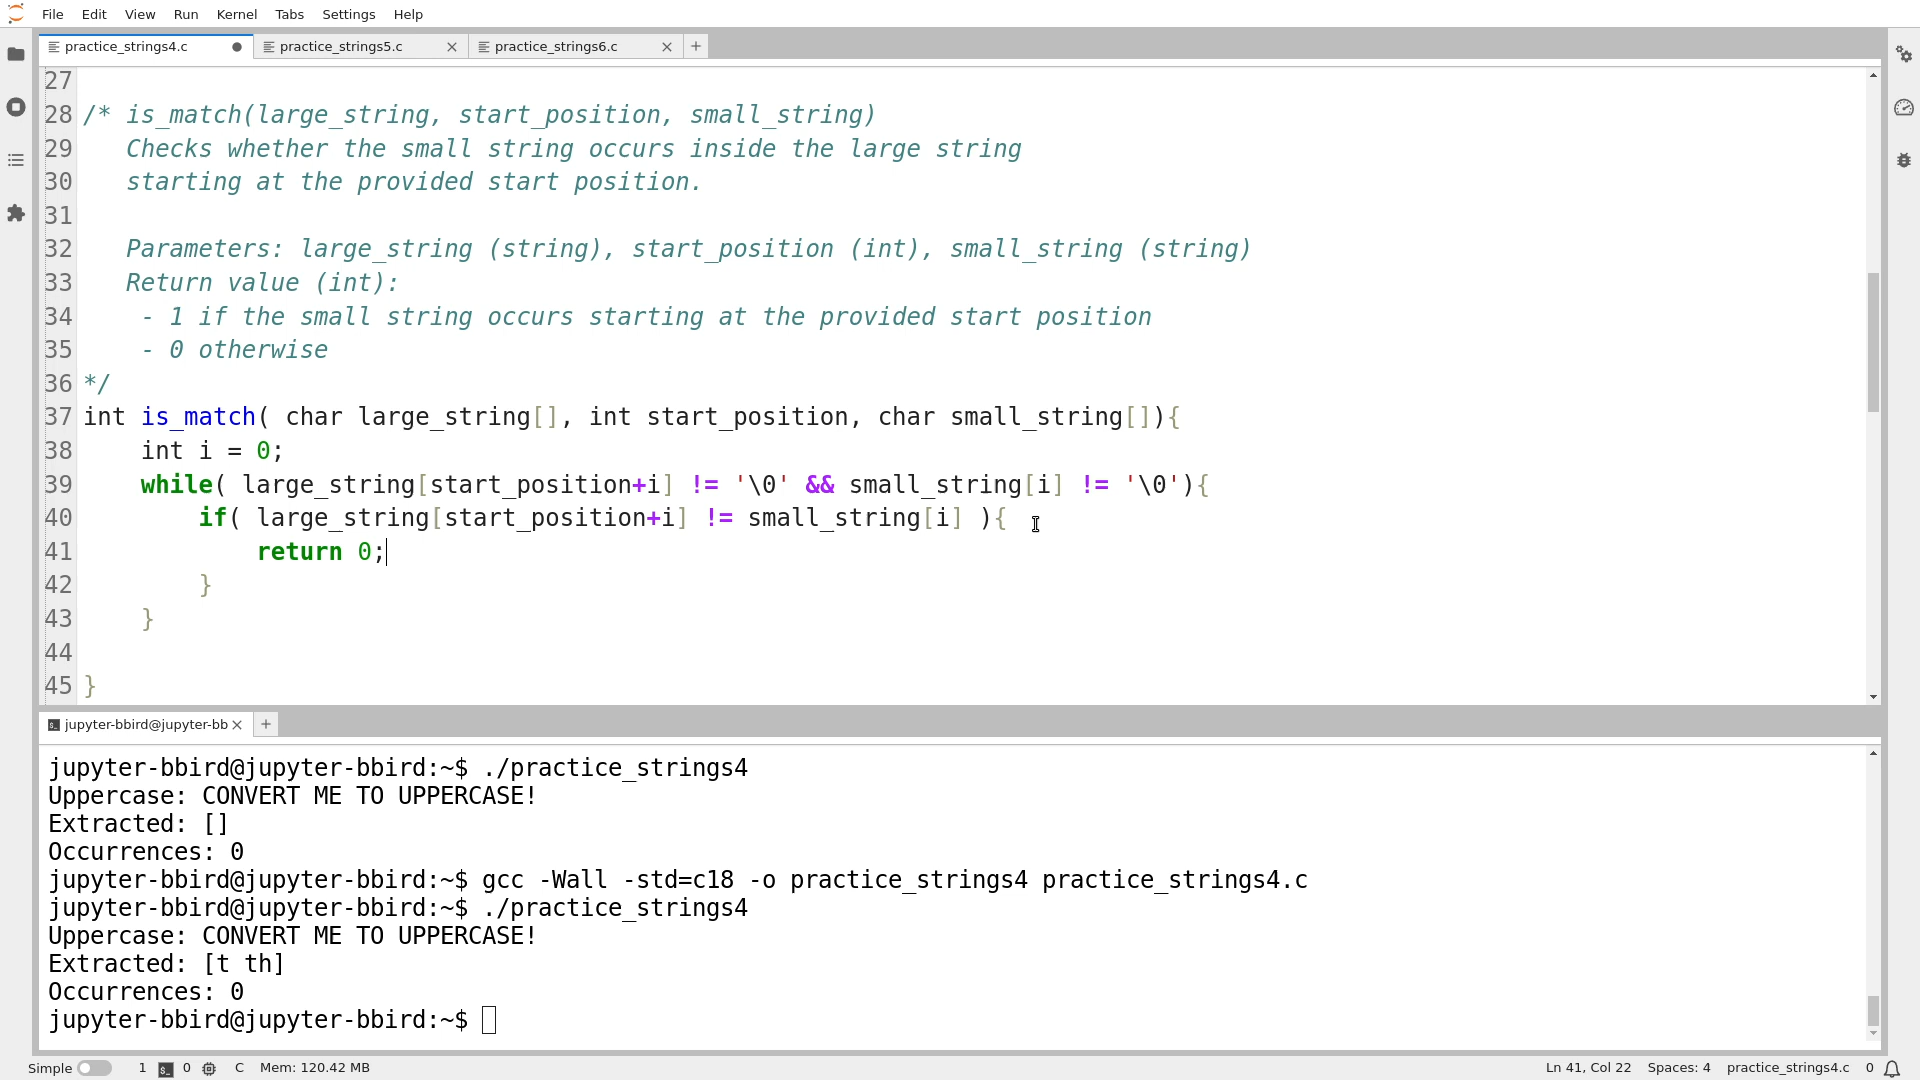 File Edit View Run Kernel Tabs Settings Help
practice_strings4.c practice_strings5.c practice_strings6.c
27
28 /* is_match(large_string, start_position, small_string)
29    Checks whether the small string occurs inside the large string
30    starting at the provided start position.
31
32    Parameters: large_string (string), start_position (int), small_string (string)
33    Return value (int):
34     - 1 if the small string occurs starting at the provided start position
35     - 0 otherwise
36 */
37 int is_match( char large_string[], int start_position, char small_string[]){
38     int i = 0;
39     while( large_string[start_position+i] != '\0' && small_string[i] != '\0'){
40         if( large_string[start_position+i] != small_string[i] ){
41             return 0;
42         }
43     }
44
45 }
jupyter-bbird@jupyter-bb
jupyter-bbird@jupyter-bbird:~$ ./practice_strings4
Uppercase: CONVERT ME TO UPPERCASE!
Extracted: []
Occurrences: 0
jupyter-bbird@jupyter-bbird:~$ gcc -Wall -std=c18 -o practice_strings4 practice_strings4.c
jupyter-bbird@jupyter-bbird:~$ ./practice_strings4
Uppercase: CONVERT ME TO UPPERCASE!
Extracted: [t th]
Occurrences: 0
jupyter-bbird@jupyter-bbird:~$
Simple 1 0 C Mem: 120.42 MB Ln 41, Col 22 Spaces: 4 practice_strings4.c 0